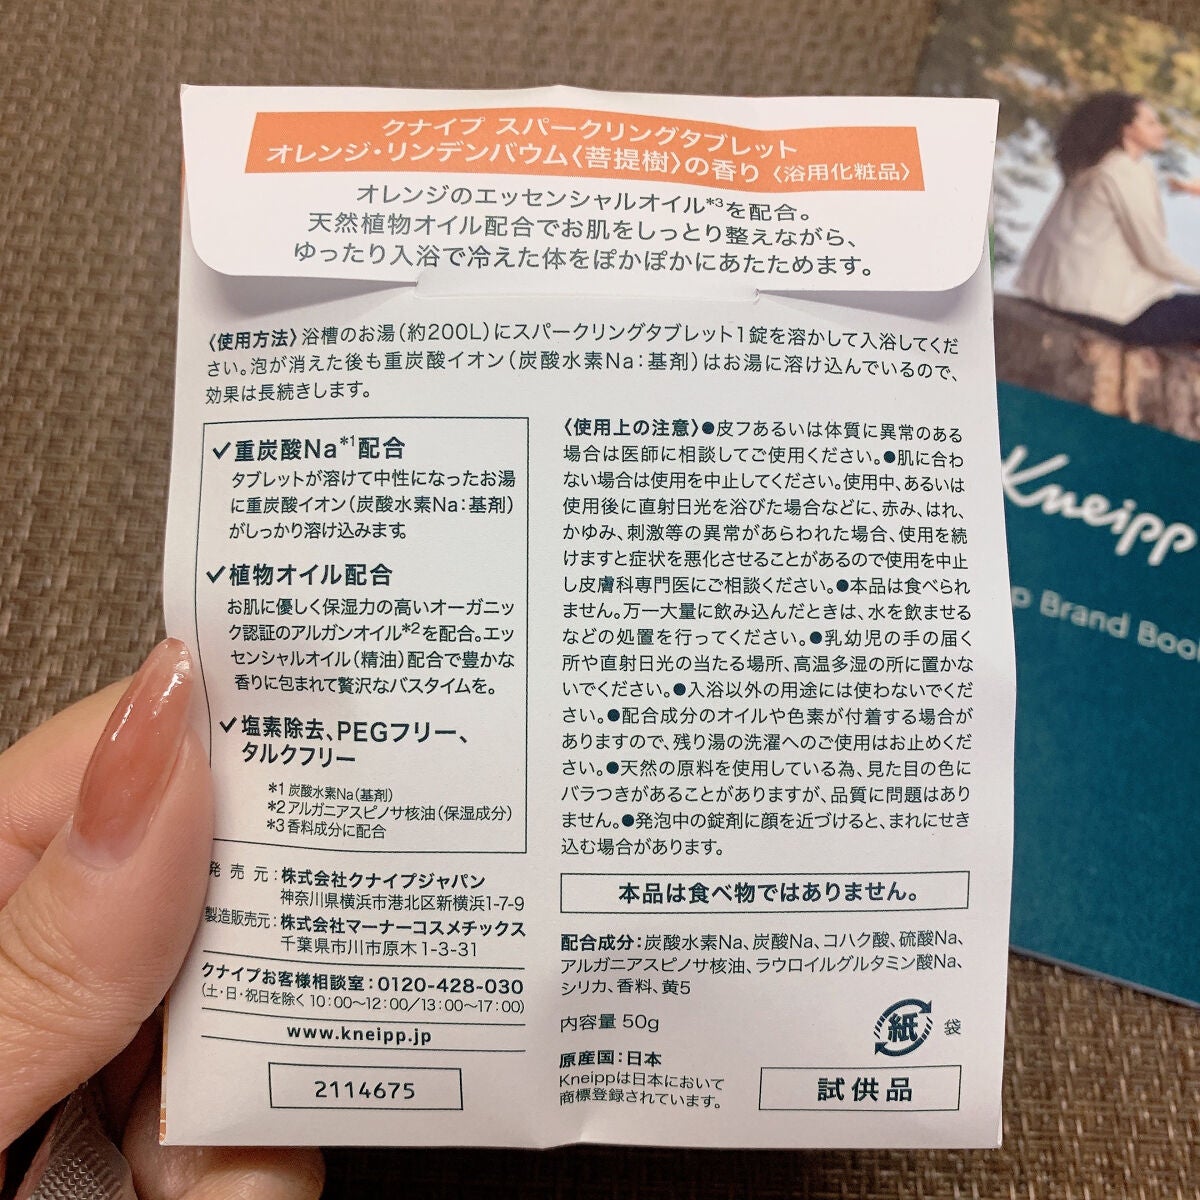 クナイプ スパークリングタブレット
オレンジ・リンデンバウム〈菩提樹〉の香り〈浴用化粧品〉
オレンジのエッセンシャルオイル*3を配合。
天然植物オイル配合でお肌をしっとり整えながら、
ゆったり入浴で冷えた体をぽかぽかにあたためます。
〈使用方法〉浴槽のお湯(約200L)にスパークリングタブレット1錠を溶かして入浴してくだ
さい。泡が消えた後も重炭酸イオン(炭酸水素Na:基剤)はお湯に溶け込んでいるので、
効果は長続きします。
✓重炭酸Na*1配合
タブレットが溶けて中性になったお湯
に重炭酸イオン(炭酸水素Na:基剤)
がしっかり溶け込みます。
✓植物オイル配合
お肌に優しく保湿力の高いオーガニッ
ク認証のアルガンオイル*2を配合。エッ
センシャルオイル(精油)配合で豊かな
香りに包まれて贅沢なバスタイムを。
✓塩素除去、PEGフリー、
タルクフリー
*1 炭酸水素Na(基剤)
*2 アルガニアスピノサ核油(保湿成分)
*3 香料成分に配合
発売元:株式会社クナイプジャパン
神奈川県横浜市港北区新横浜1-7-9
製造販売元:株式会社マーナーコスメチックス
千葉県市川市原木1-3-31
クナイプお客様相談室:0120-428-030
(土・日・祝日を除く 10:00〜12:00/13:00〜17:00)
www.kneipp.jp
2114675
〈使用上の注意〉●皮フあるいは体質に異常のある
場合は医師に相談してご使用ください。●肌に合わ
ない場合は使用を中止してください。使用中、あるいは
使用後に直射日光を浴びた場合などに、赤み、はれ、
かゆみ、刺激等の異常があらわれた場合、使用を続
けますと症状を悪化させることがあるので使用を中止
し皮膚科専門医にご相談ください。●本品は食べられ
ません。万一大量に飲み込んだときは、水を飲ませる
などの処置を行ってください。●乳幼児の手の届く
所や直射日光の当たる場所、高温多湿の所に置かな
いでください。●入浴以外の用途には使わないでくだ
さい。●配合成分のオイルや色素が付着する場合が
ありますので、残り湯の洗濯へのご使用はお止めくだ
さい。●天然の原料を使用している為、見た目の色に
バラつきがあることがありますが、品質に問題はあり
ません。●発泡中の錠剤に顔を近づけると、まれにせき
込む場合があります。
本品は食べ物ではありません。
配合成分:炭酸水素Na、炭酸Na、コハク酸、硫酸Na、
アルガニアスピノサ核油、ラウロイルグルタミン酸Na、
シリカ、香料、黄5
内容量 50g
紙 袋
原産国:日本
Kneippは日本において
商標登録されています。
試供品
Kneipp
p Brand Book